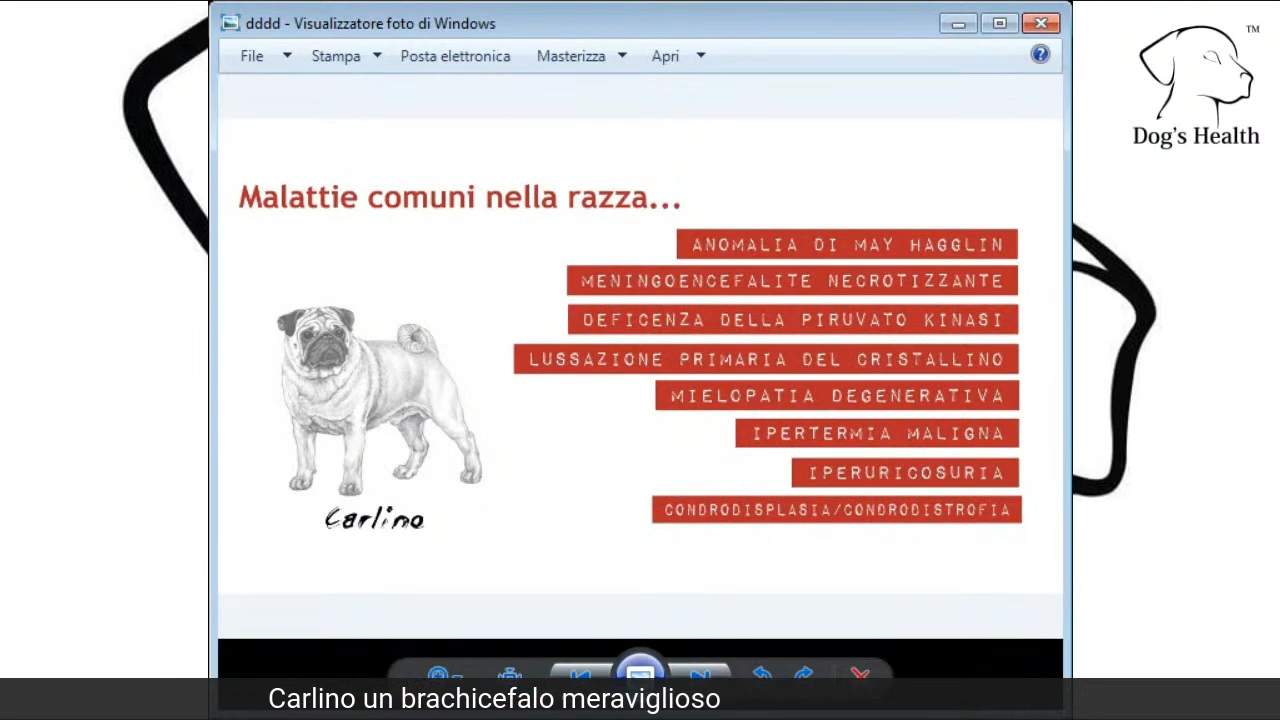 dddd - Visualizzatore foto di Windows
File Stampa Posta elettronica Masterizza Apri
TM
Dog's Health
Malattie comuni nella razza...
ANOMALIA DI MAY HAGGLIN
MENINGOENCEFALITE NECROTIZZANTE
DEFICENZA DELLA PIRUVATO KINASI
LUSSAZIONE PRIMARIA DEL CRISTALLINO
MIELOPATIA DEGENERATIVA
IPERTERMIA MALIGNA
IPERURICOSURIA
CONDRODISPLASIA/CONDRODISTROFIA
Carlino
Carlino un brachicefalo meraviglioso